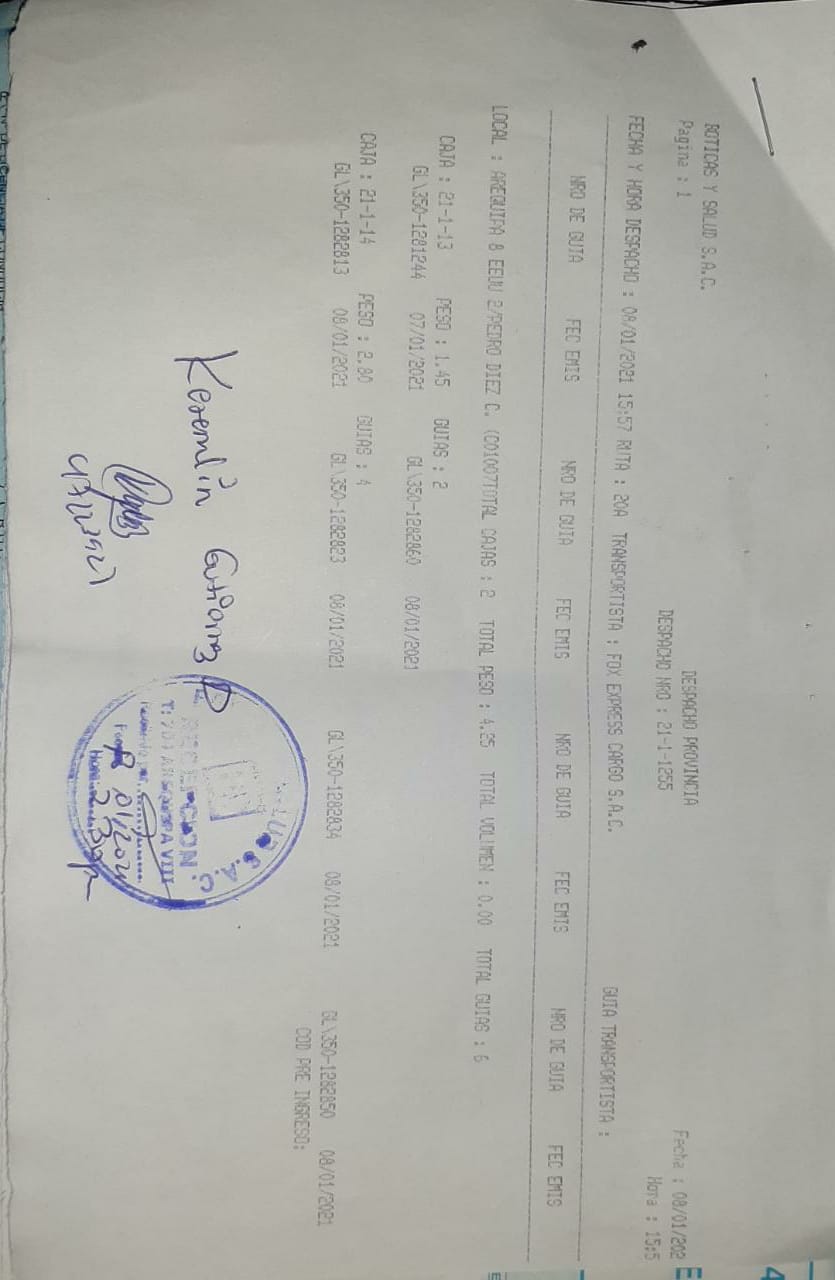 BOTICAS Y SALUD S.A.C.
Pagina : 1
DESPACHO PROVINCIA
DESPACHO NRO : 21-1-1255
Fecha : 08/01/202
Hora : 15:5
FECHA Y HORA DESPACHO : 08/01/2021 15:57 RUTA : 20A TRANSPORTISTA : FOX EXPRESS CARGO S.A.C. GUIA TRANSPORTISTA :
NRO DE GUIA FEC EMIS NRO DE GUIA FEC EMIS NRO DE GUIA FEC EMIS NRO DE GUIA FEC EMIS
LOCAL : AREQUIPA 8 EEUU 2/PEDRO DIEZ C. (C01007TOTAL CAJAS : 2 TOTAL PESO : 4.25 TOTAL VOLUMEN : 0.00 TOTAL GUIAS : 6
CAJA : 21-1-13 PESO : 1.45 GUIAS : 2
GL\350-1281244 07/01/2021 GL\350-1282860 08/01/2021
CAJA : 21-1-14 PESO : 2.80 GUIAS : 4
GL\350-1282813 08/01/2021 GL\350-1282823 08/01/2021 GL\350-1282834 08/01/2021 GL\350-1282850 08/01/2021
COD PRE INGRESO:
S.A.C.
RECEPCION
Hora: 2:30p